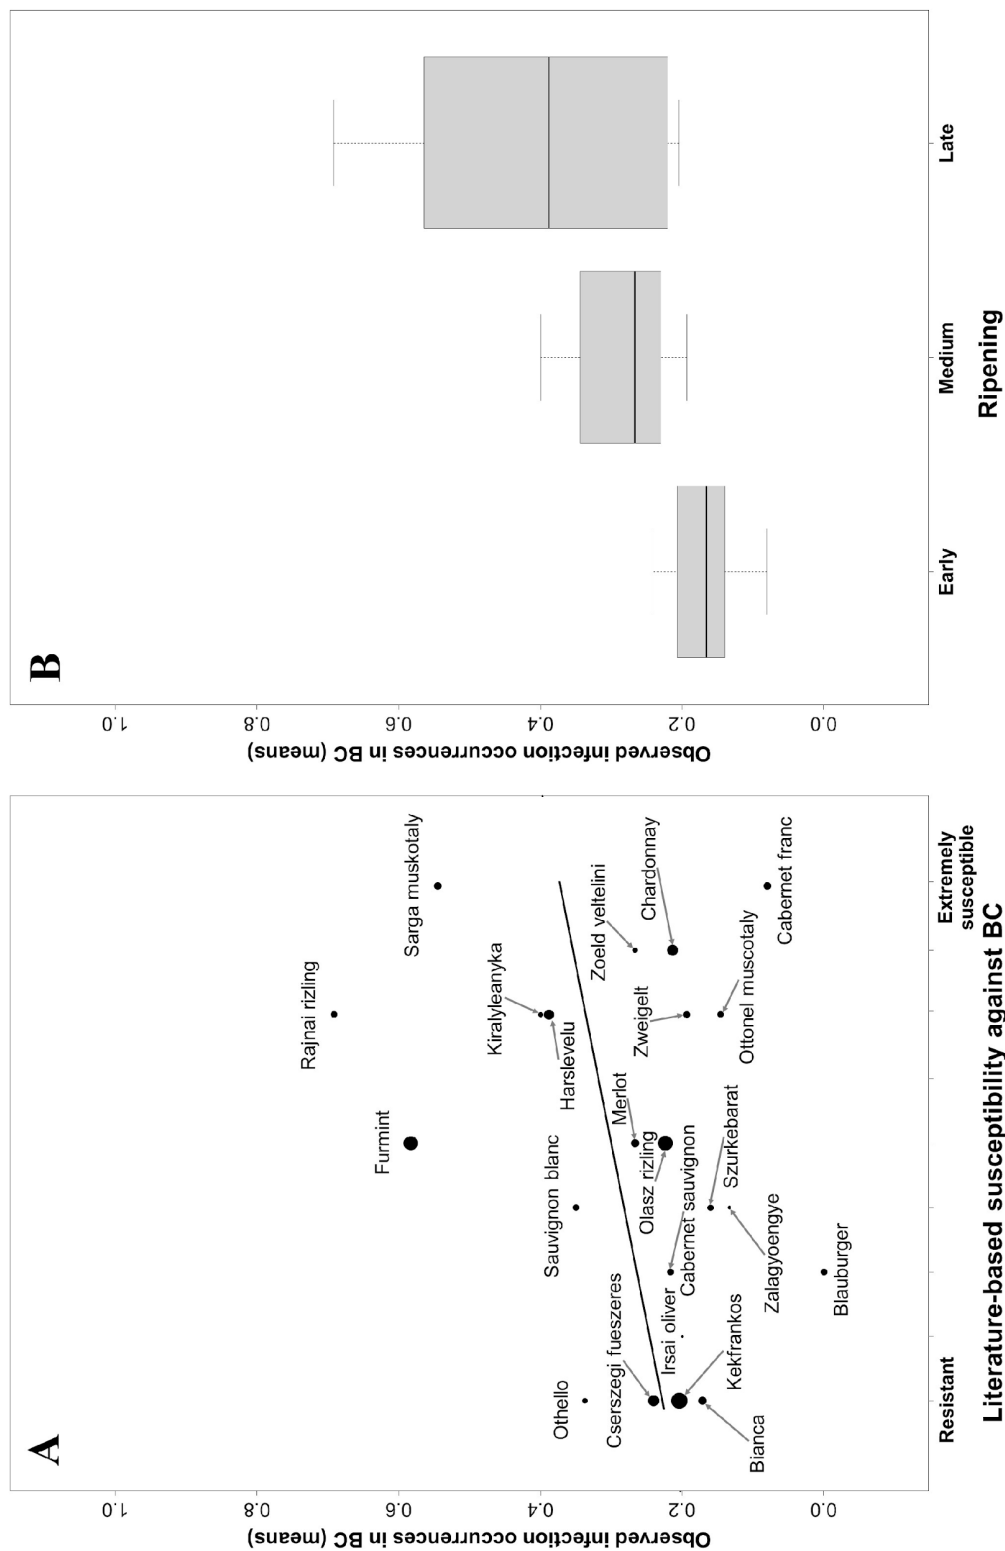 A
Observed infection occurrences in BC (means)
1.0
0.8
0.6
0.4
0.2
0.0
Rajnai rizling
Furmint
Sarga muskotaly
Kiralyleanyka
Harslevelu
Sauvignon blanc
Othello
Zoeld veltelini
Chardonnay
Merlot
Zweigelt
Olasz rizling
Cserszegi fueszeres
Cabernet sauvignon
Irsai oliver
Kekfrankos
Bianca
Szurkebarat
Ottonel muscotaly
Zalagyoengye
Cabernet franc
Blauburger
Resistant
Extremely
susceptible
Literature-based susceptibility against BC
B
Observed infection occurrences in BC (means)
1.0
0.8
0.6
0.4
0.2
0.0
Early
Medium
Late
Ripening